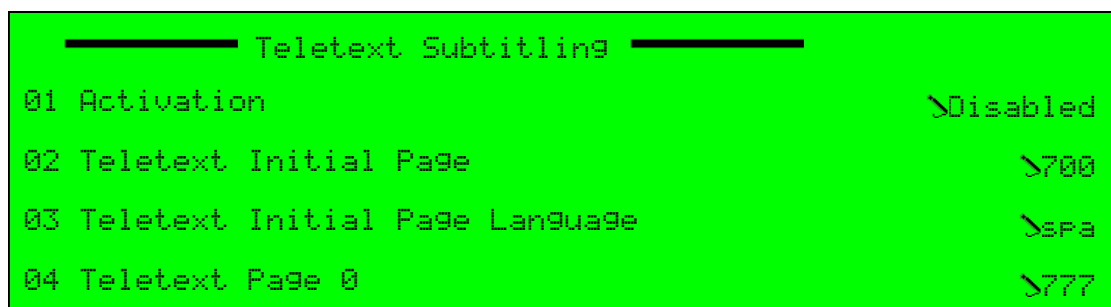 Teletext Subtitling
01 Activation Disabled
02 Teletext Initial Page 700
03 Teletext Initial Page Language spa
04 Teletext Page 0 777